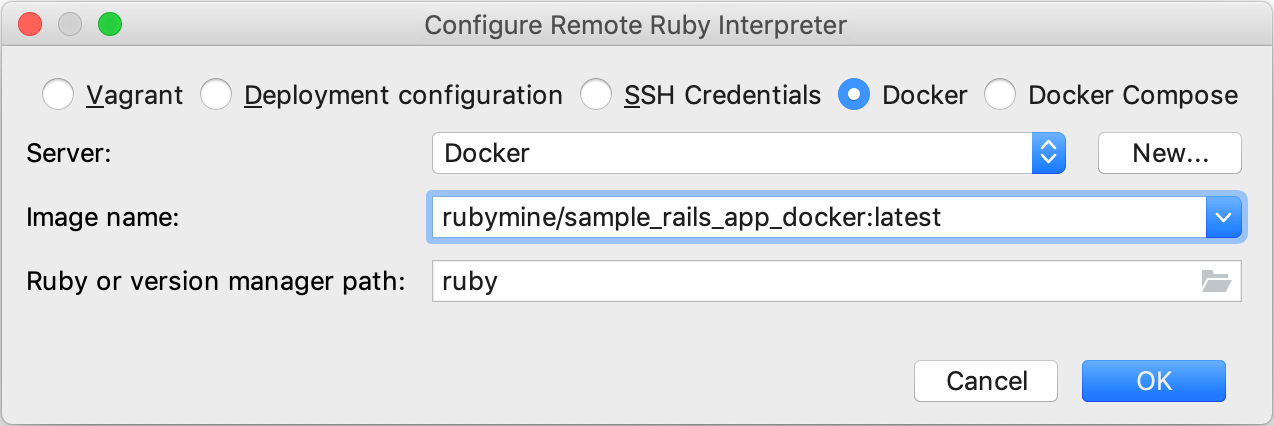 Configure Remote Ruby Interpreter
Vagrant Deployment configuration SSH Credentials Docker Docker Compose
Server: Docker New...
Image name: rubymine/sample_rails_app_docker:latest
Ruby or version manager path: ruby
Cancel OK